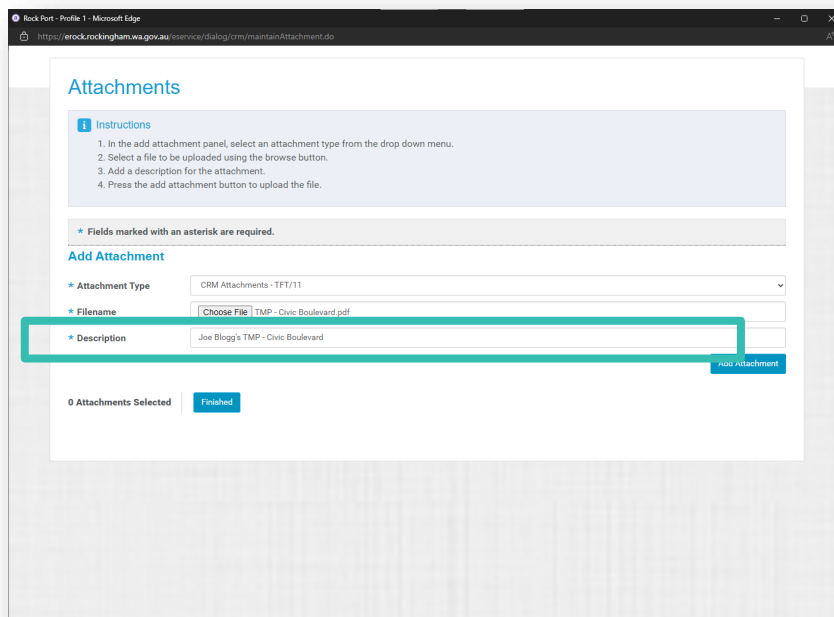 Rock Port - Profile 1 - Microsoft Edge
https://erock.rockingham.wa.gov.au/eservice/dialog/crm/maintainAttachment.do
Attachments
i Instructions
1. In the add attachment panel, select an attachment type from the drop down menu.
2. Select a file to be uploaded using the browse button.
3. Add a description for the attachment.
4. Press the add attachment button to upload the file.
* Fields marked with an asterisk are required.
Add Attachment
* Attachment Type CRM Attachments - TFT/11
* Filename Choose File TMP - Civic Boulevard.pdf
* Description Joe Blogg's TMP - Civic Boulevard
Add Attachment
0 Attachments Selected Finished